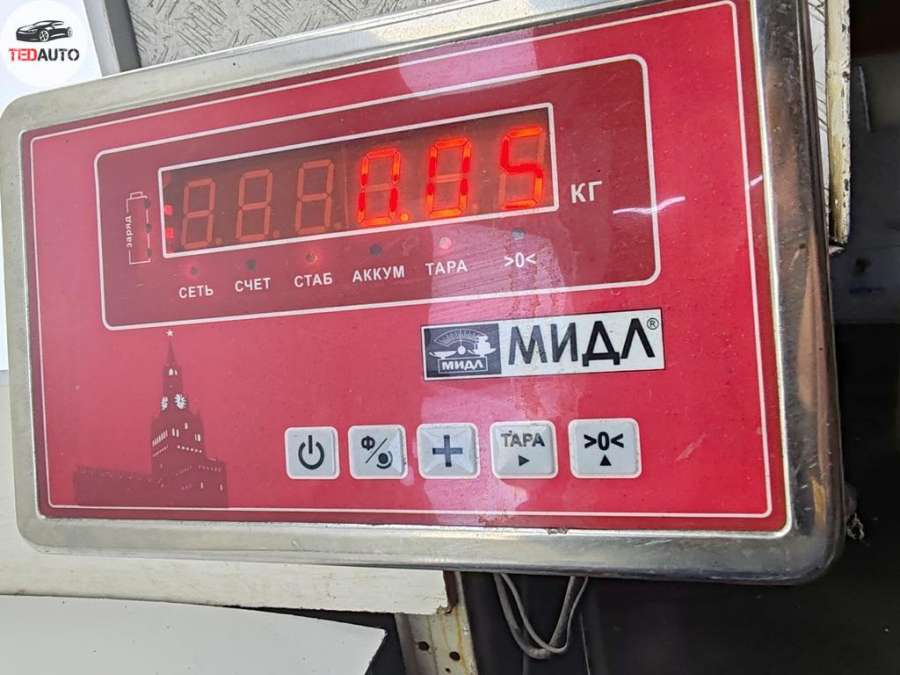 TEDAUTO
0.05
КГ
заряд
СЕТЬ СЧЕТ СТАБ АККУМ ТАРА >0<
МИДЛ МИДЛ®
Ф ТАРА >0<